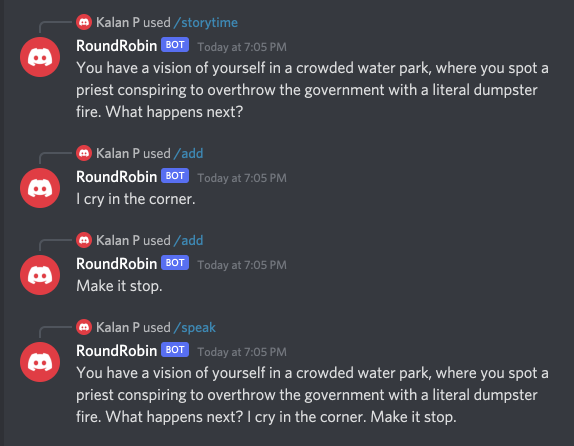 Kalan P used /storytime
RoundRobin BOT Today at 7:05 PM
You have a vision of yourself in a crowded water park, where you spot a
priest conspiring to overthrow the government with a literal dumpster
fire. What happens next?
Kalan P used /add
RoundRobin BOT Today at 7:05 PM
I cry in the corner.
Kalan P used /add
RoundRobin BOT Today at 7:05 PM
Make it stop.
Kalan P used /speak
RoundRobin BOT Today at 7:05 PM
You have a vision of yourself in a crowded water park, where you spot a
priest conspiring to overthrow the government with a literal dumpster
fire. What happens next? I cry in the corner. Make it stop.